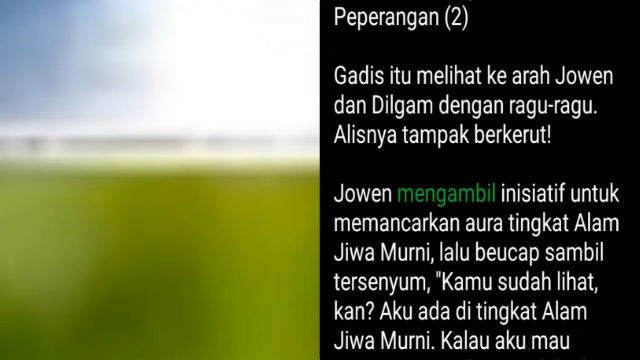 Peperangan (2)
Gadis itu melihat ke arah Jowen
dan Dilgam dengan ragu-ragu.
Alisnya tampak berkerut!
Jowen mengambil inisiatif untuk
memancarkan aura tingkat Alam
Jiwa Murni, lalu beucap sambil
tersenyum, "Kamu sudah lihat,
kan? Aku ada di tingkat Alam
Jiwa Murni. Kalau aku mau